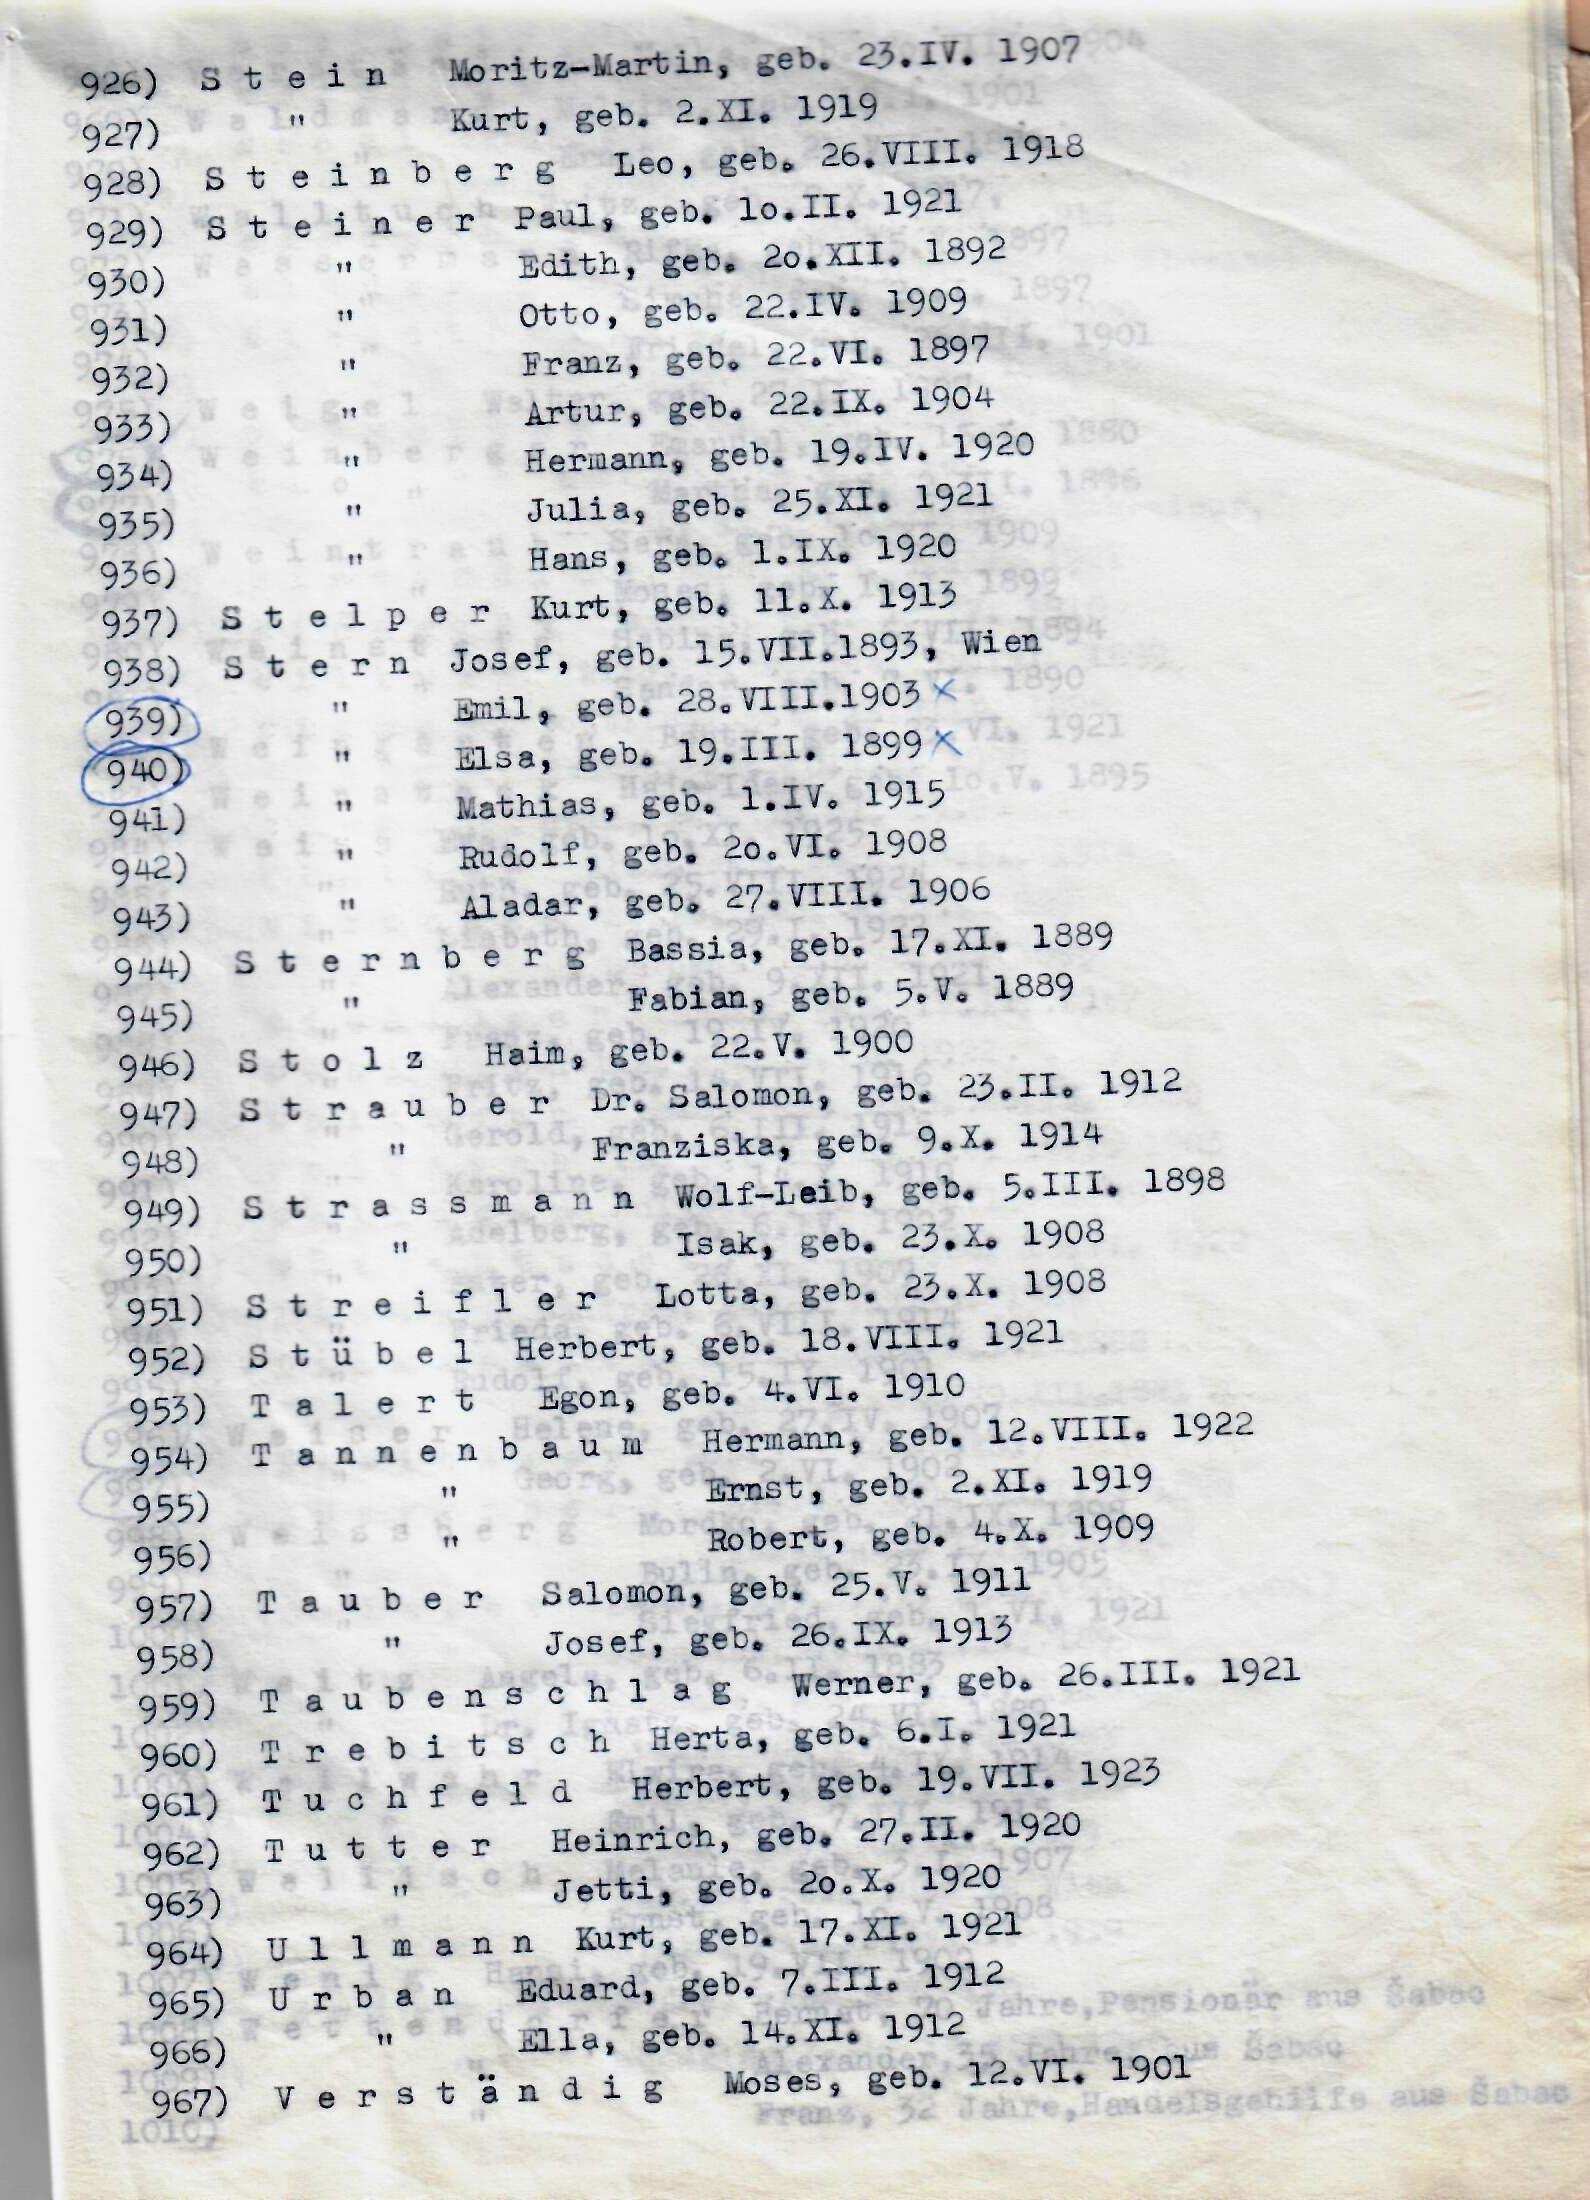 926) S t e i n Moritz-Martin, geb. 23.IV. 1907
927) " Kurt, geb. 2.XI. 1919
928) S t e i n b e r g Leo, geb. 26.VIII. 1918
929) S t e i n e r Paul, geb. 1o.II. 1921
930) " Edith, geb. 2o.XII. 1892
931) " Otto, geb. 22.IV. 1909
932) " Franz, geb. 22.VI. 1897
933) " Artur, geb. 22.IX. 1904
934) " Hermann, geb. 19.IV. 1920
935) " Julia, geb. 25.XI. 1921
936) " Hans, geb. 1.IX. 1920
937) S t e l p e r Kurt, geb. 11.X. 1913
938) S t e r n Josef, geb. 15.VII.1893, Wien
939) " Emil, geb. 28.VIII.1903 x
940) " Elsa, geb. 19.III. 1899 x
941) " Mathias, geb. 1.IV. 1915
942) " Rudolf, geb. 2o.VI. 1908
943) " Aladar, geb. 27.VIII. 1906
944) S t e r n b e r g Bassia, geb. 17.XI. 1889
945) " Fabian, geb. 5.V. 1889
946) S t o l z Haim, geb. 22.V. 1900
947) S t r a u b e r Dr. Salomon, geb. 23.II. 1912
948) " Franziska, geb. 9.X. 1914
949) S t r a s s m a n n Wolf-Leib, geb. 5.III. 1898
950) " Isak, geb. 23.X. 1908
951) S t r e i f l e r Lotta, geb. 23.X. 1908
952) S t ü b e l Herbert, geb. 18.VIII. 1921
953) T a l e r t Egon, geb. 4.VI. 1910
954) T a n n e n b a u m Hermann, geb. 12.VIII. 1922
955) " Ernst, geb. 2.XI. 1919
956) " Robert, geb. 4.X. 1909
957) T a u b e r Salomon, geb. 25.V. 1911
958) " Josef, geb. 26.IX. 1913
959) T a u b e n s c h l a g Werner, geb. 26.III. 1921
960) T r e b i t s c h Herta, geb. 6.I. 1921
961) T u c h f e l d Herbert, geb. 19.VII. 1923
962) T u t t e r Heinrich, geb. 27.II. 1920
963) " Jetti, geb. 2o.X. 1920
964) U l l m a n n Kurt, geb. 17.XI. 1921
965) U r b a n Eduard, geb. 7.III. 1912
966) " Ella, geb. 14.XI. 1912
967) V e r s t ä n d i g Moses, geb. 12.VI. 1901